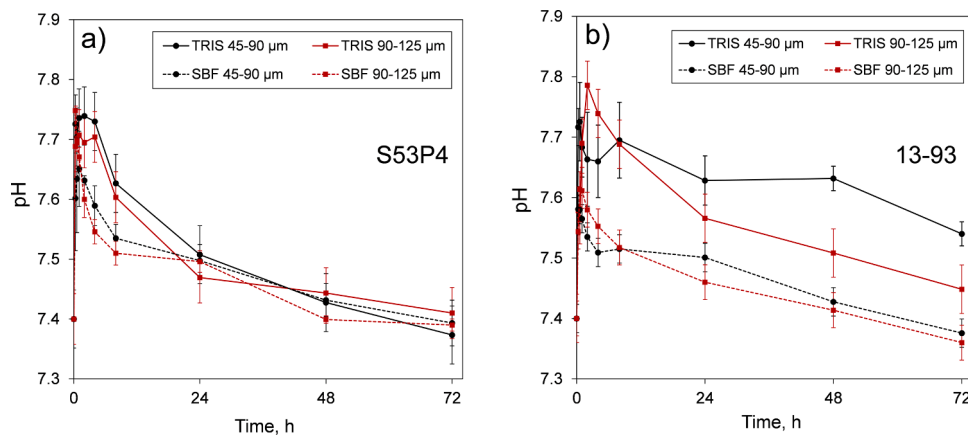 a)
TRIS 45-90 µm
TRIS 90-125 µm
SBF 45-90 µm
SBF 90-125 µm
S53P4
pH
7.9
7.8
7.7
7.6
7.5
7.4
7.3
0
24
48
72
Time, h
b)
TRIS 45-90 µm
TRIS 90-125 µm
SBF 45-90 µm
SBF 90-125 µm
13-93
pH
7.9
7.8
7.7
7.6
7.5
7.4
7.3
0
24
48
72
Time, h